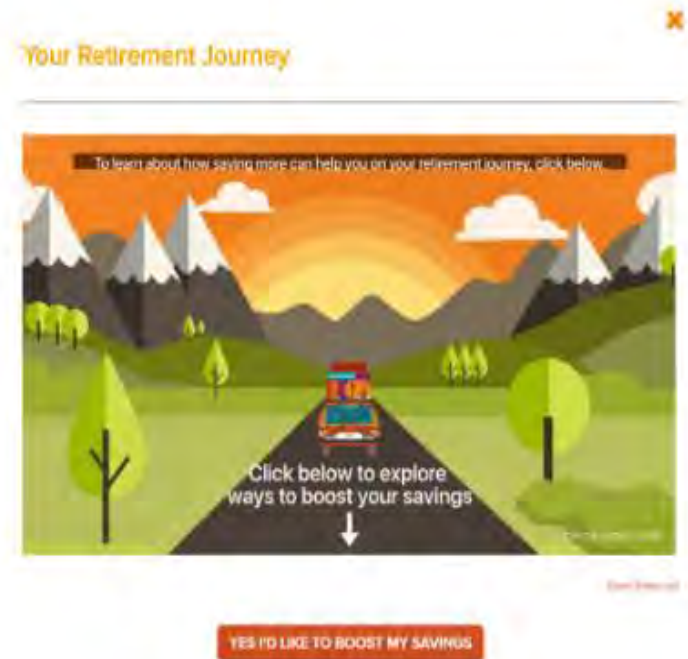 Your Retirement Journey
To learn about how saving more can help you on your retirement journey, click below
Click below to explore
ways to boost your savings
YES I'D LIKE TO BOOST MY SAVINGS